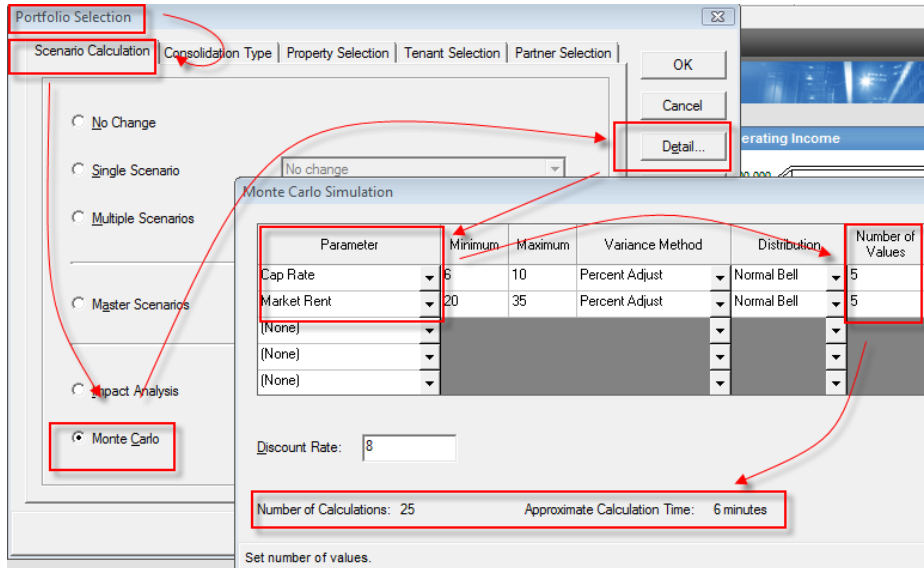 Portfolio Selection
Scenario Calculation Consolidation Type Property Selection Tenant Selection Partner Selection
OK
Cancel
Detail...
erating Income
No Change
Single Scenario No change
Multiple Scenarios
Master Scenarios
Impact Analysis
Monte Carlo
Monte Carlo Simulation
Parameter Minimum Maximum Variance Method Distribution Number of Values
Cap Rate 6 10 Percent Adjust Normal Bell 5
Market Rent 20 35 Percent Adjust Normal Bell 5
(None)
(None)
(None)
Discount Rate: 8
Number of Calculations: 25 Approximate Calculation Time: 6 minutes
Set number of values.